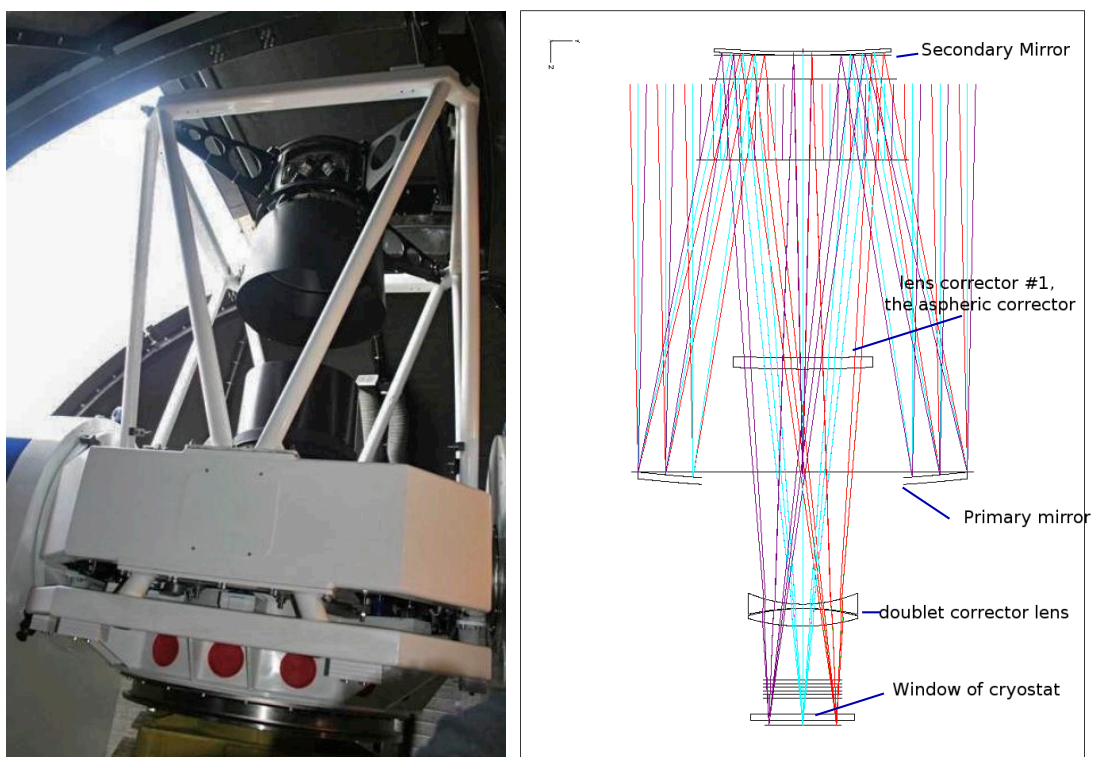 Y
Z
Secondary Mirror
lens corrector #1,
the aspheric corrector
Primary mirror
doublet corrector lens
Window of cryostat